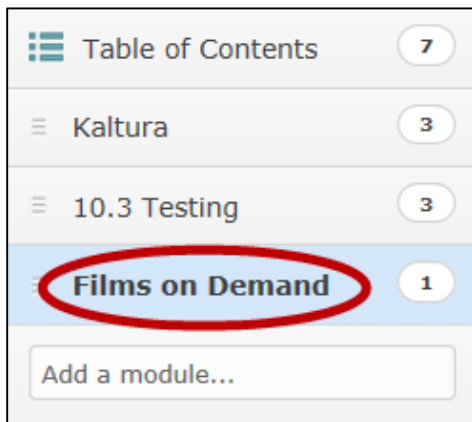 Table of Contents 7
Kaltura 3
10.3 Testing 3
Films on Demand 1
Add a module...